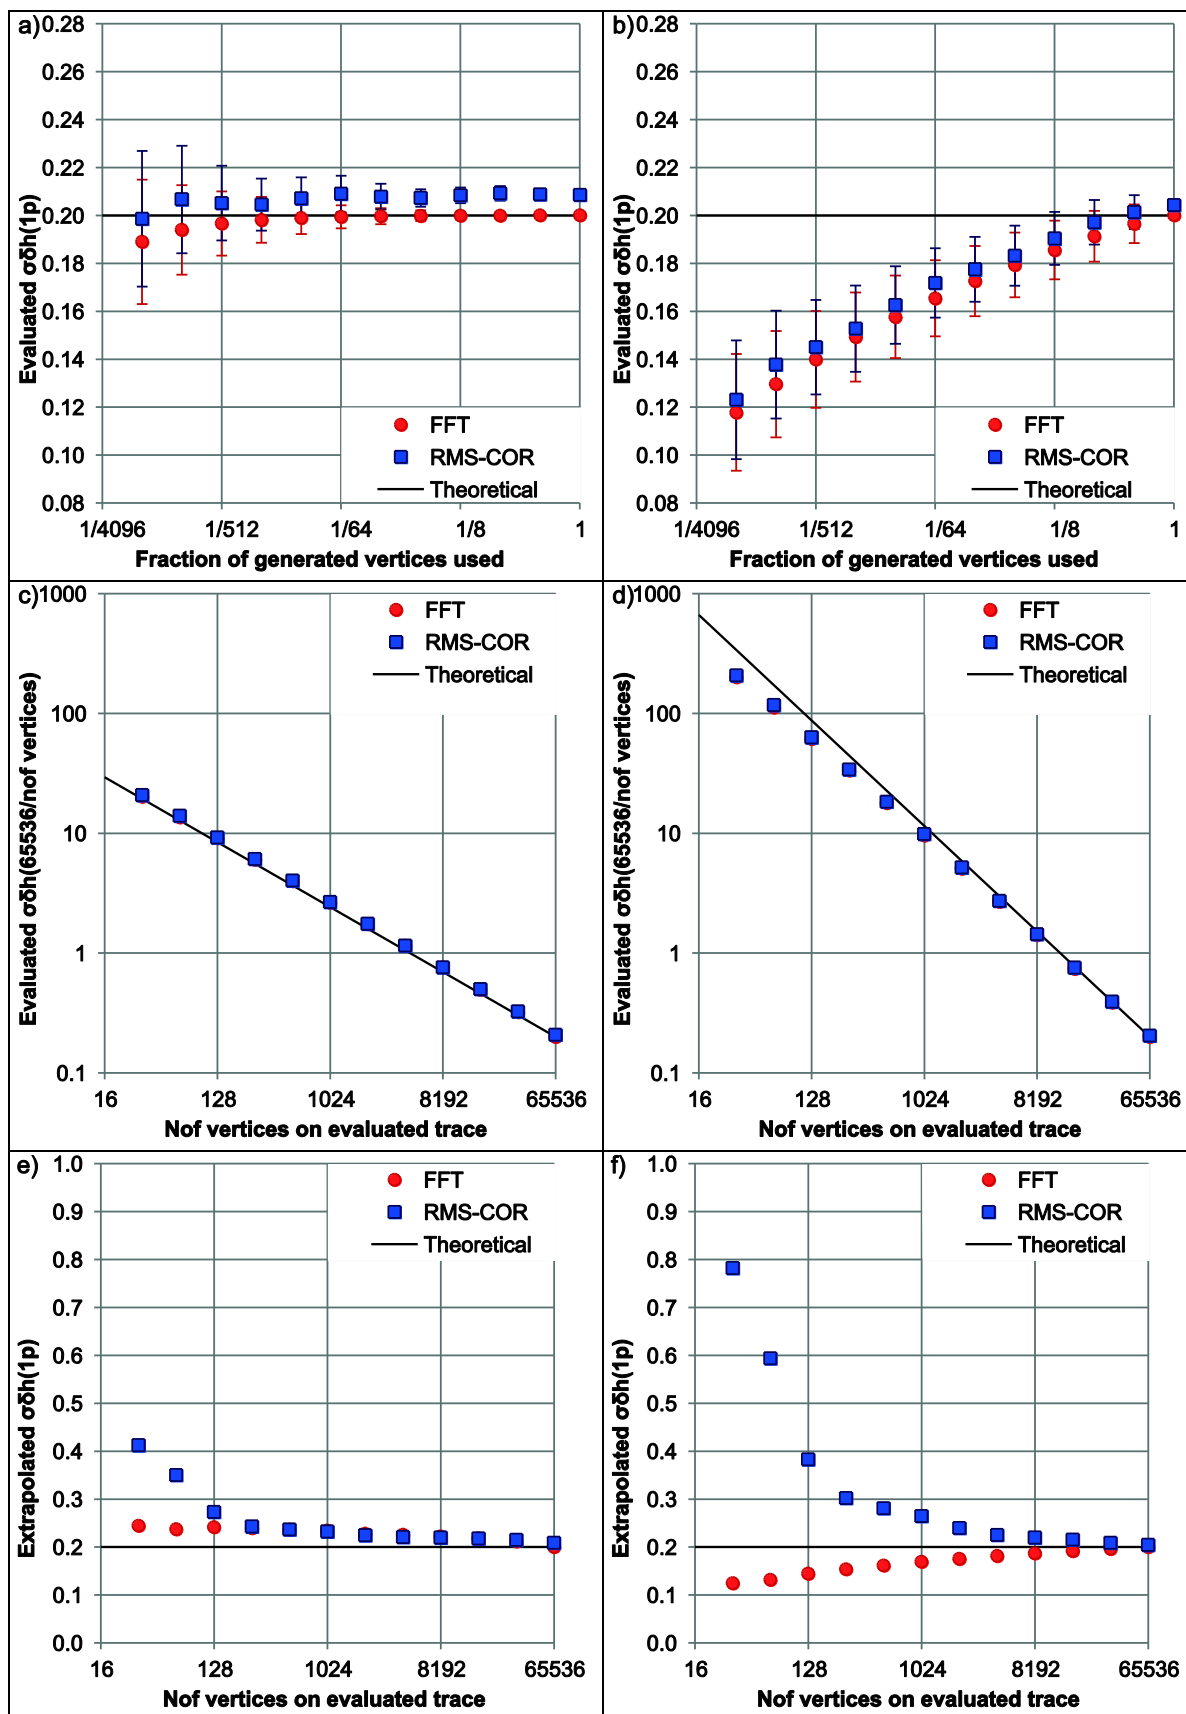 a)
0.28
0.26
0.24
0.22
0.20
0.18
0.16
0.14
0.12
0.10
0.08
Evaluated σδh(1p)
FFT
RMS-COR
Theoretical
1/4096 1/512 1/64 1/8 1
Fraction of generated vertices used
b)
0.28
0.26
0.24
0.22
0.20
0.18
0.16
0.14
0.12
0.10
0.08
Evaluated σδh(1p)
FFT
RMS-COR
Theoretical
1/4096 1/512 1/64 1/8 1
Fraction of generated vertices used
c)
1000
100
10
1
0.1
Evaluated σδh(65536/nof vertices)
FFT
RMS-COR
Theoretical
16 128 1024 8192 65536
Nof vertices on evaluated trace
d)
1000
100
10
1
0.1
Evaluated σδh(65536/nof vertices)
FFT
RMS-COR
Theoretical
16 128 1024 8192 65536
Nof vertices on evaluated trace
e)
1.0
0.9
0.8
0.7
0.6
0.5
0.4
0.3
0.2
0.1
0.0
Extrapolated σδh(1p)
FFT
RMS-COR
Theoretical
16 128 1024 8192 65536
Nof vertices on evaluated trace
f)
1.0
0.9
0.8
0.7
0.6
0.5
0.4
0.3
0.2
0.1
0.0
Extrapolated σδh(1p)
FFT
RMS-COR
Theoretical
16 128 1024 8192 65536
Nof vertices on evaluated trace